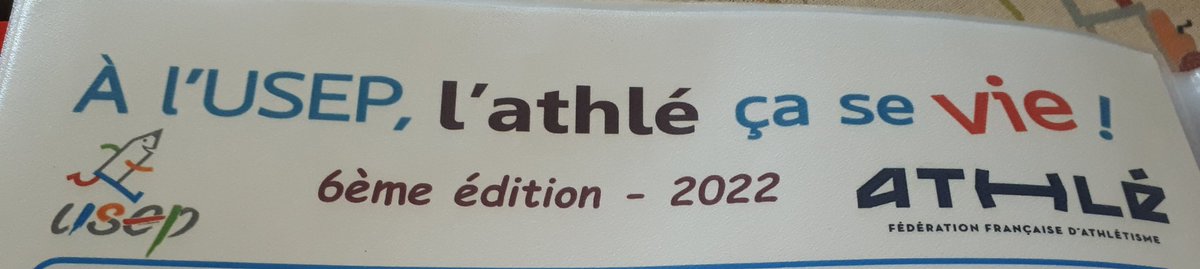 À l'USEP, l'athlé ça se vie !
6ème édition - 2022
usep
ATHLÉ
FÉDÉRATION FRANÇAISE D'ATHLÉTISME